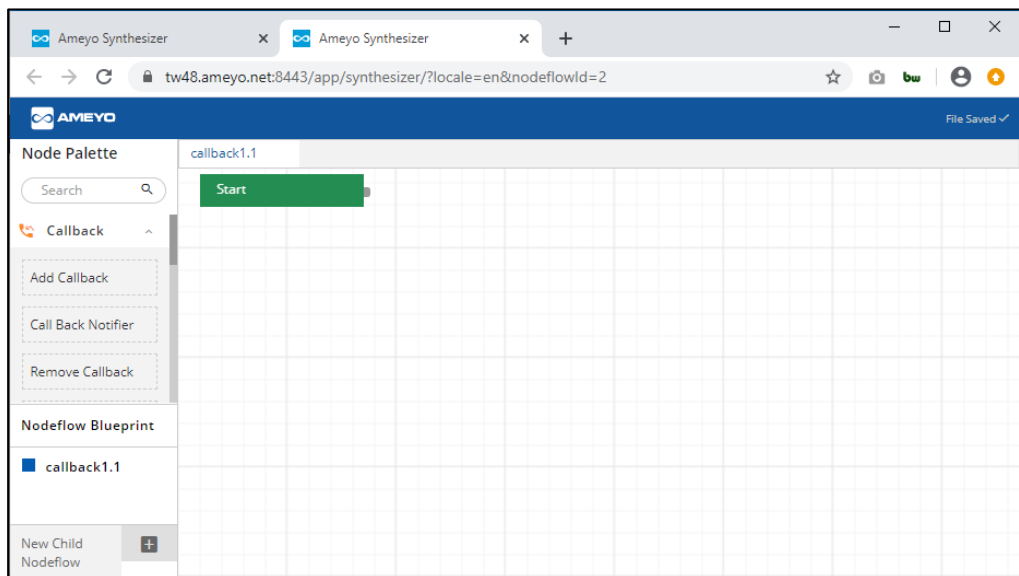 Ameyo Synthesizer
Ameyo Synthesizer
tw48.ameyo.net:8443/app/synthesizer/?locale=en&nodeflowId=2
bw
AMEYO
File Saved
Node Palette
callback1.1
Search
Start
Callback
Add Callback
Call Back Notifier
Remove Callback
Nodeflow Blueprint
callback1.1
New Child
Nodeflow